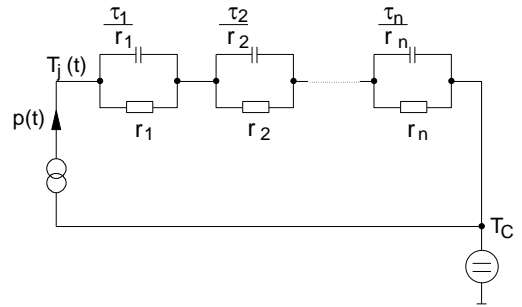 τ1 τ2 τn
r1 r2 rn
Tj (t)
r1 r2 rn
p(t)
TC